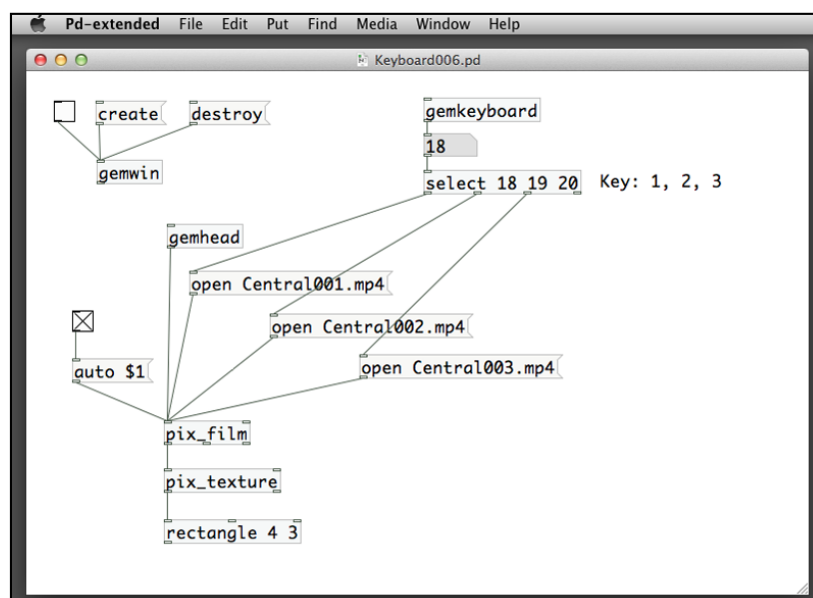 Pd-extended File Edit Put Find Media Window Help
Keyboard006.pd
create destroy
gemwin
gemkeyboard
18
select 18 19 20 Key: 1, 2, 3
gemhead
open Central001.mp4
open Central002.mp4
auto $1
open Central003.mp4
pix_film
pix_texture
rectangle 4 3